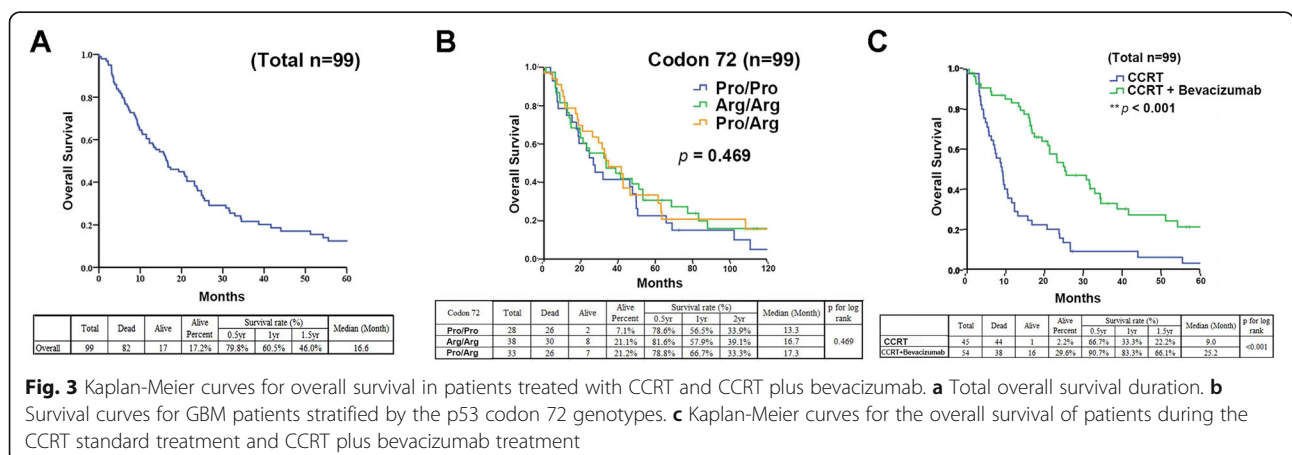 A
(Total n=99)
Overall Survival
1.0
0.8
0.6
0.4
0.2
0.0
0 10 20 30 40 50 60
Months
Total Dead Alive Alive Percent Survival rate (%) Median (Month)
0.5yr 1yr 1.5yr
Overall 99 82 17 17.2% 79.8% 60.5% 46.0% 16.6
B
Codon 72 (n=99)
Pro/Pro
Arg/Arg
Pro/Arg
p = 0.469
Overall Survival
1.0
0.8
0.6
0.4
0.2
0.0
0 20 40 60 80 100 120
Months
Codon 72 Total Dead Alive Alive Percent Survival rate (%) Median (Month) p for log rank
0.5yr 1yr 2yr
Pro/Pro 28 26 2 7.1% 78.6% 56.5% 33.9% 13.3 0.469
Arg/Arg 38 30 8 21.1% 81.6% 57.9% 39.1% 16.7
Pro/Arg 33 26 7 21.2% 78.8% 66.7% 33.3% 17.3
C
(Total n=99)
CCRT
CCRT + Bevacizumab
**p < 0.001
Overall Survival
1.0
0.8
0.6
0.4
0.2
0.0
0 10 20 30 40 50 60
Months
Total Dead Alive Alive Percent Survival rate (%) Median (Month) p for log rank
0.5yr 1yr 1.5yr
CCRT 45 44 1 2.2% 66.7% 33.3% 22.2% 9.0 <0.001
CCRT+Bevacizumab 54 38 16 29.6% 90.7% 83.3% 66.1% 25.2
Fig. 3 Kaplan-Meier curves for overall survival in patients treated with CCRT and CCRT plus bevacizumab. a Total overall survival duration. b
Survival curves for GBM patients stratified by the p53 codon 72 genotypes. c Kaplan-Meier curves for the overall survival of patients during the
CCRT standard treatment and CCRT plus bevacizumab treatment